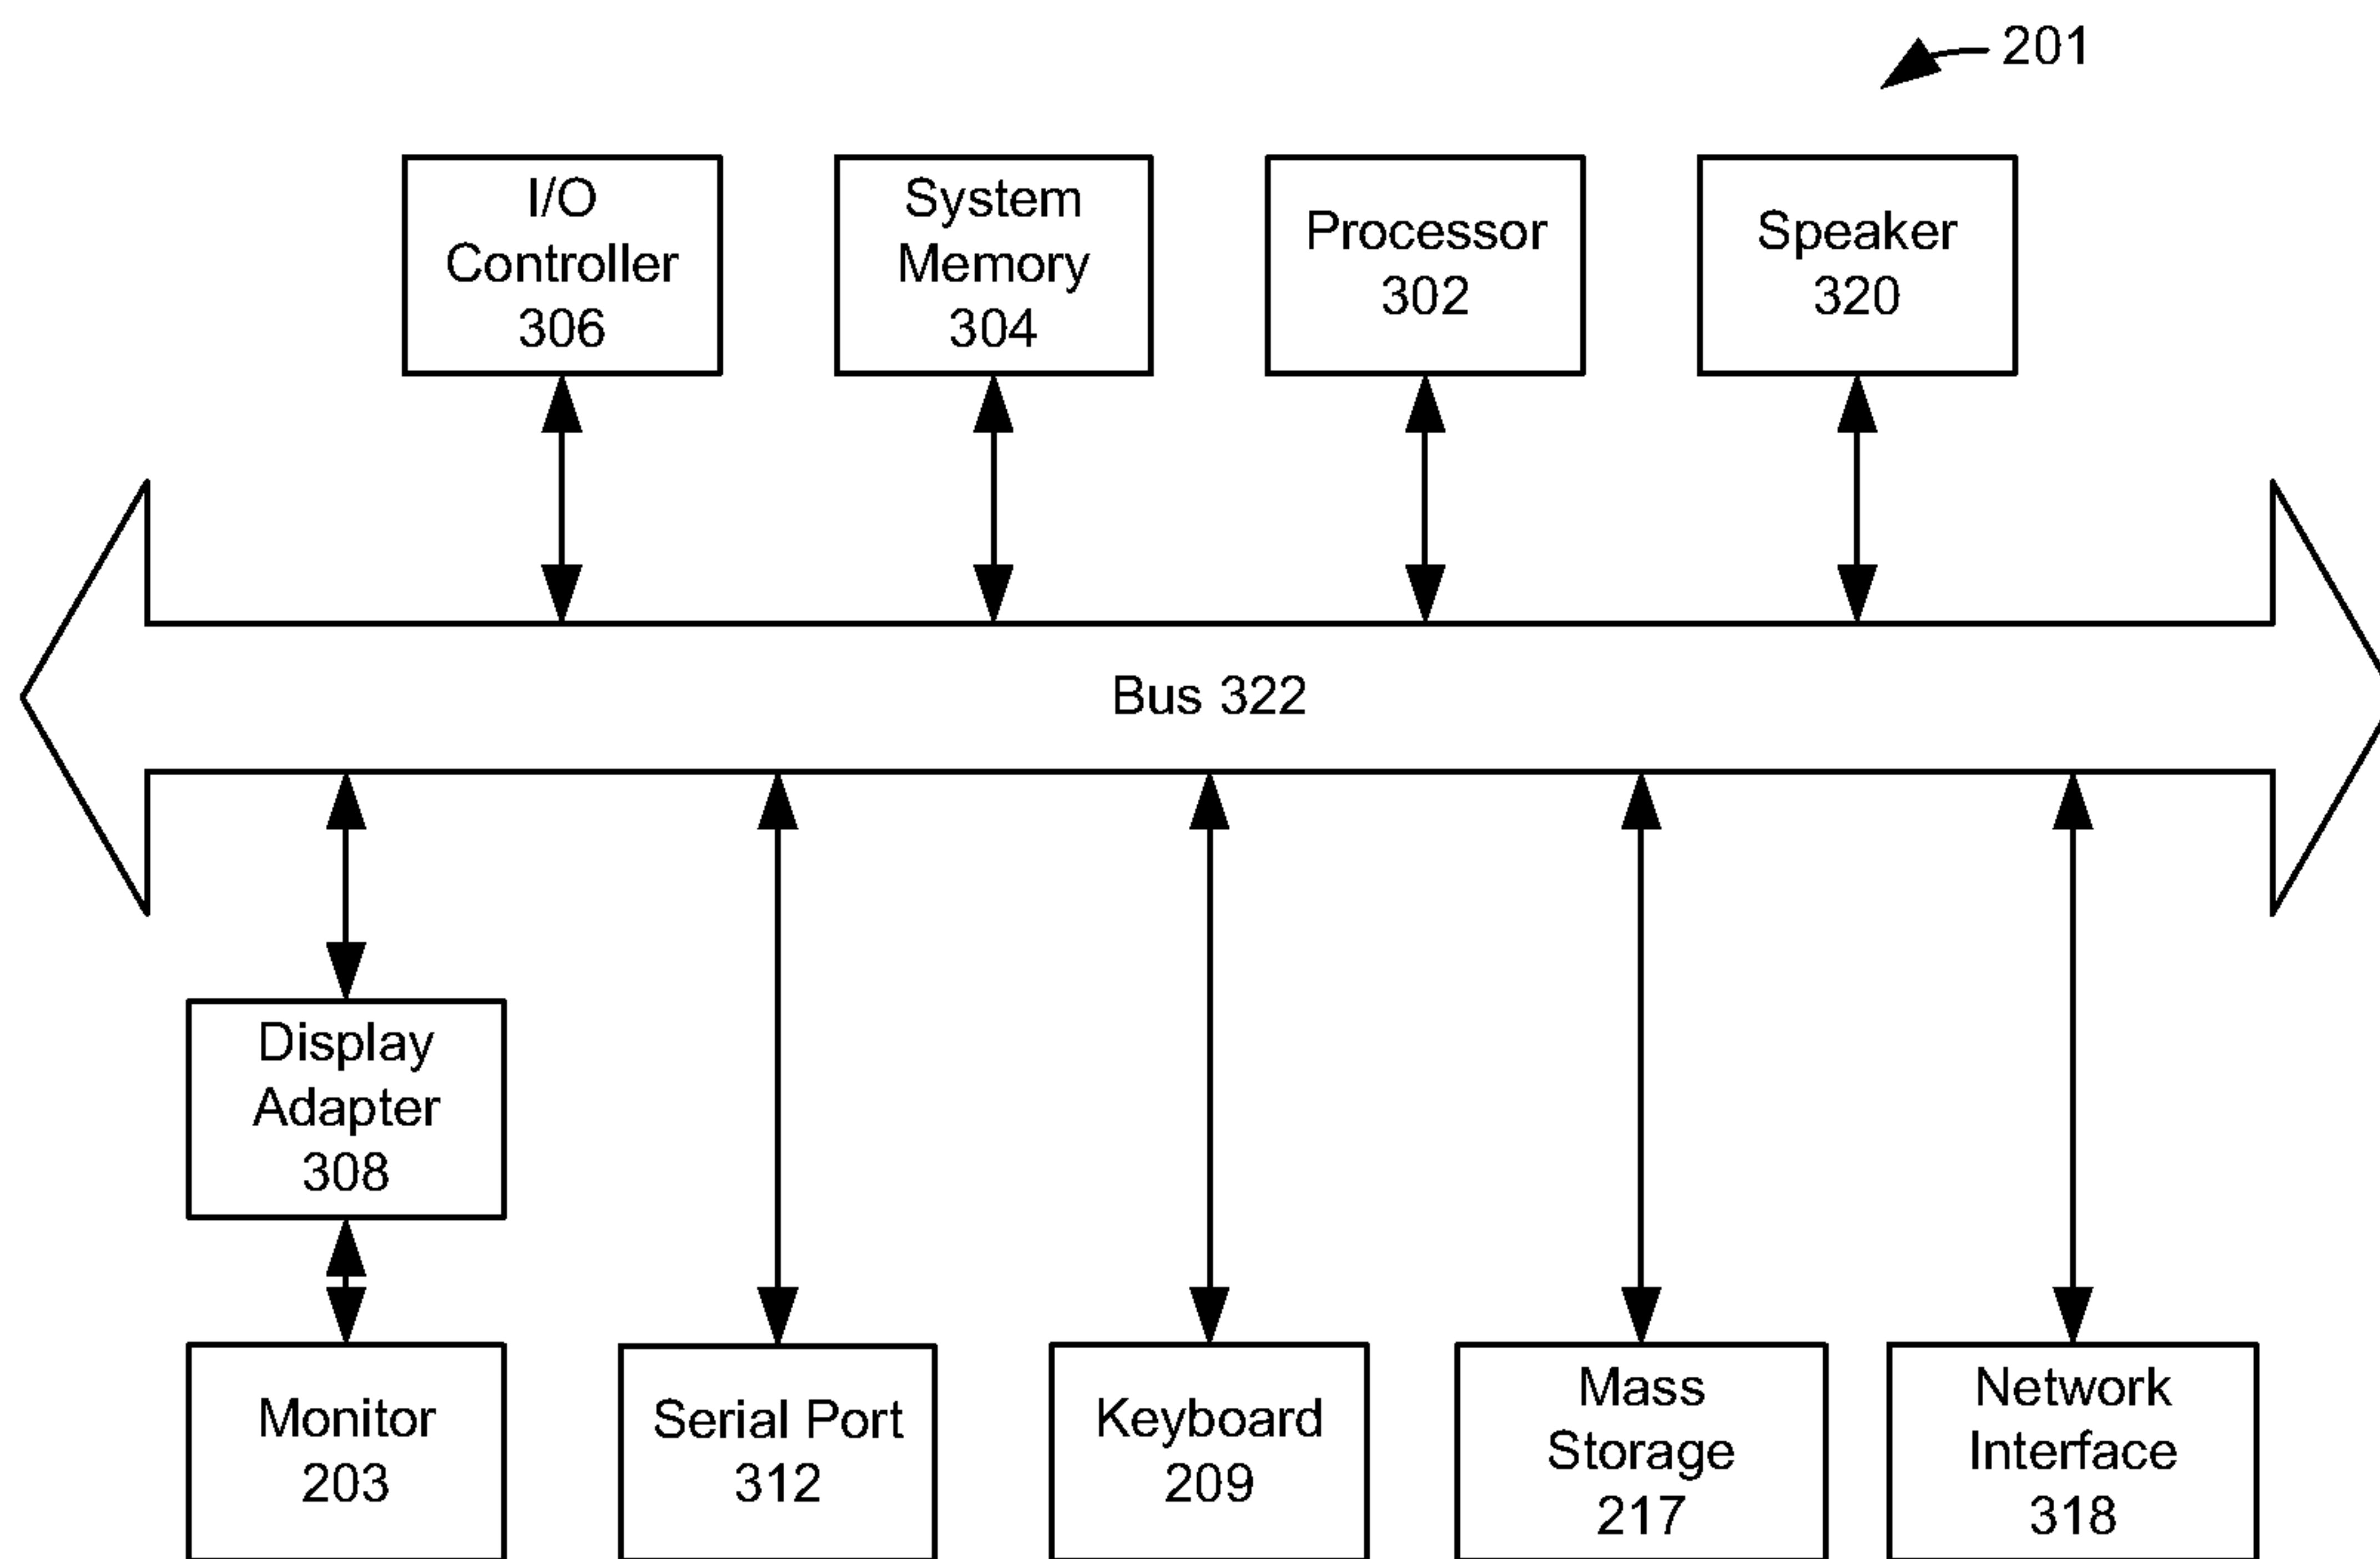 201
I/O
Controller
306
System
Memory
304
Processor
302
Speaker
320
Bus 322
Display
Adapter
308
Monitor
203
Serial Port
312
Keyboard
209
Mass
Storage
217
Network
Interface
318